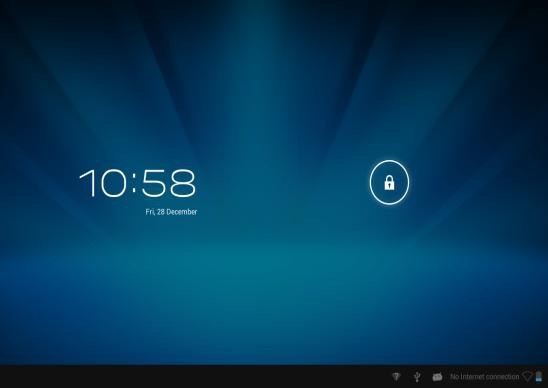 10:58
Fri, 28 December
No Internet connection